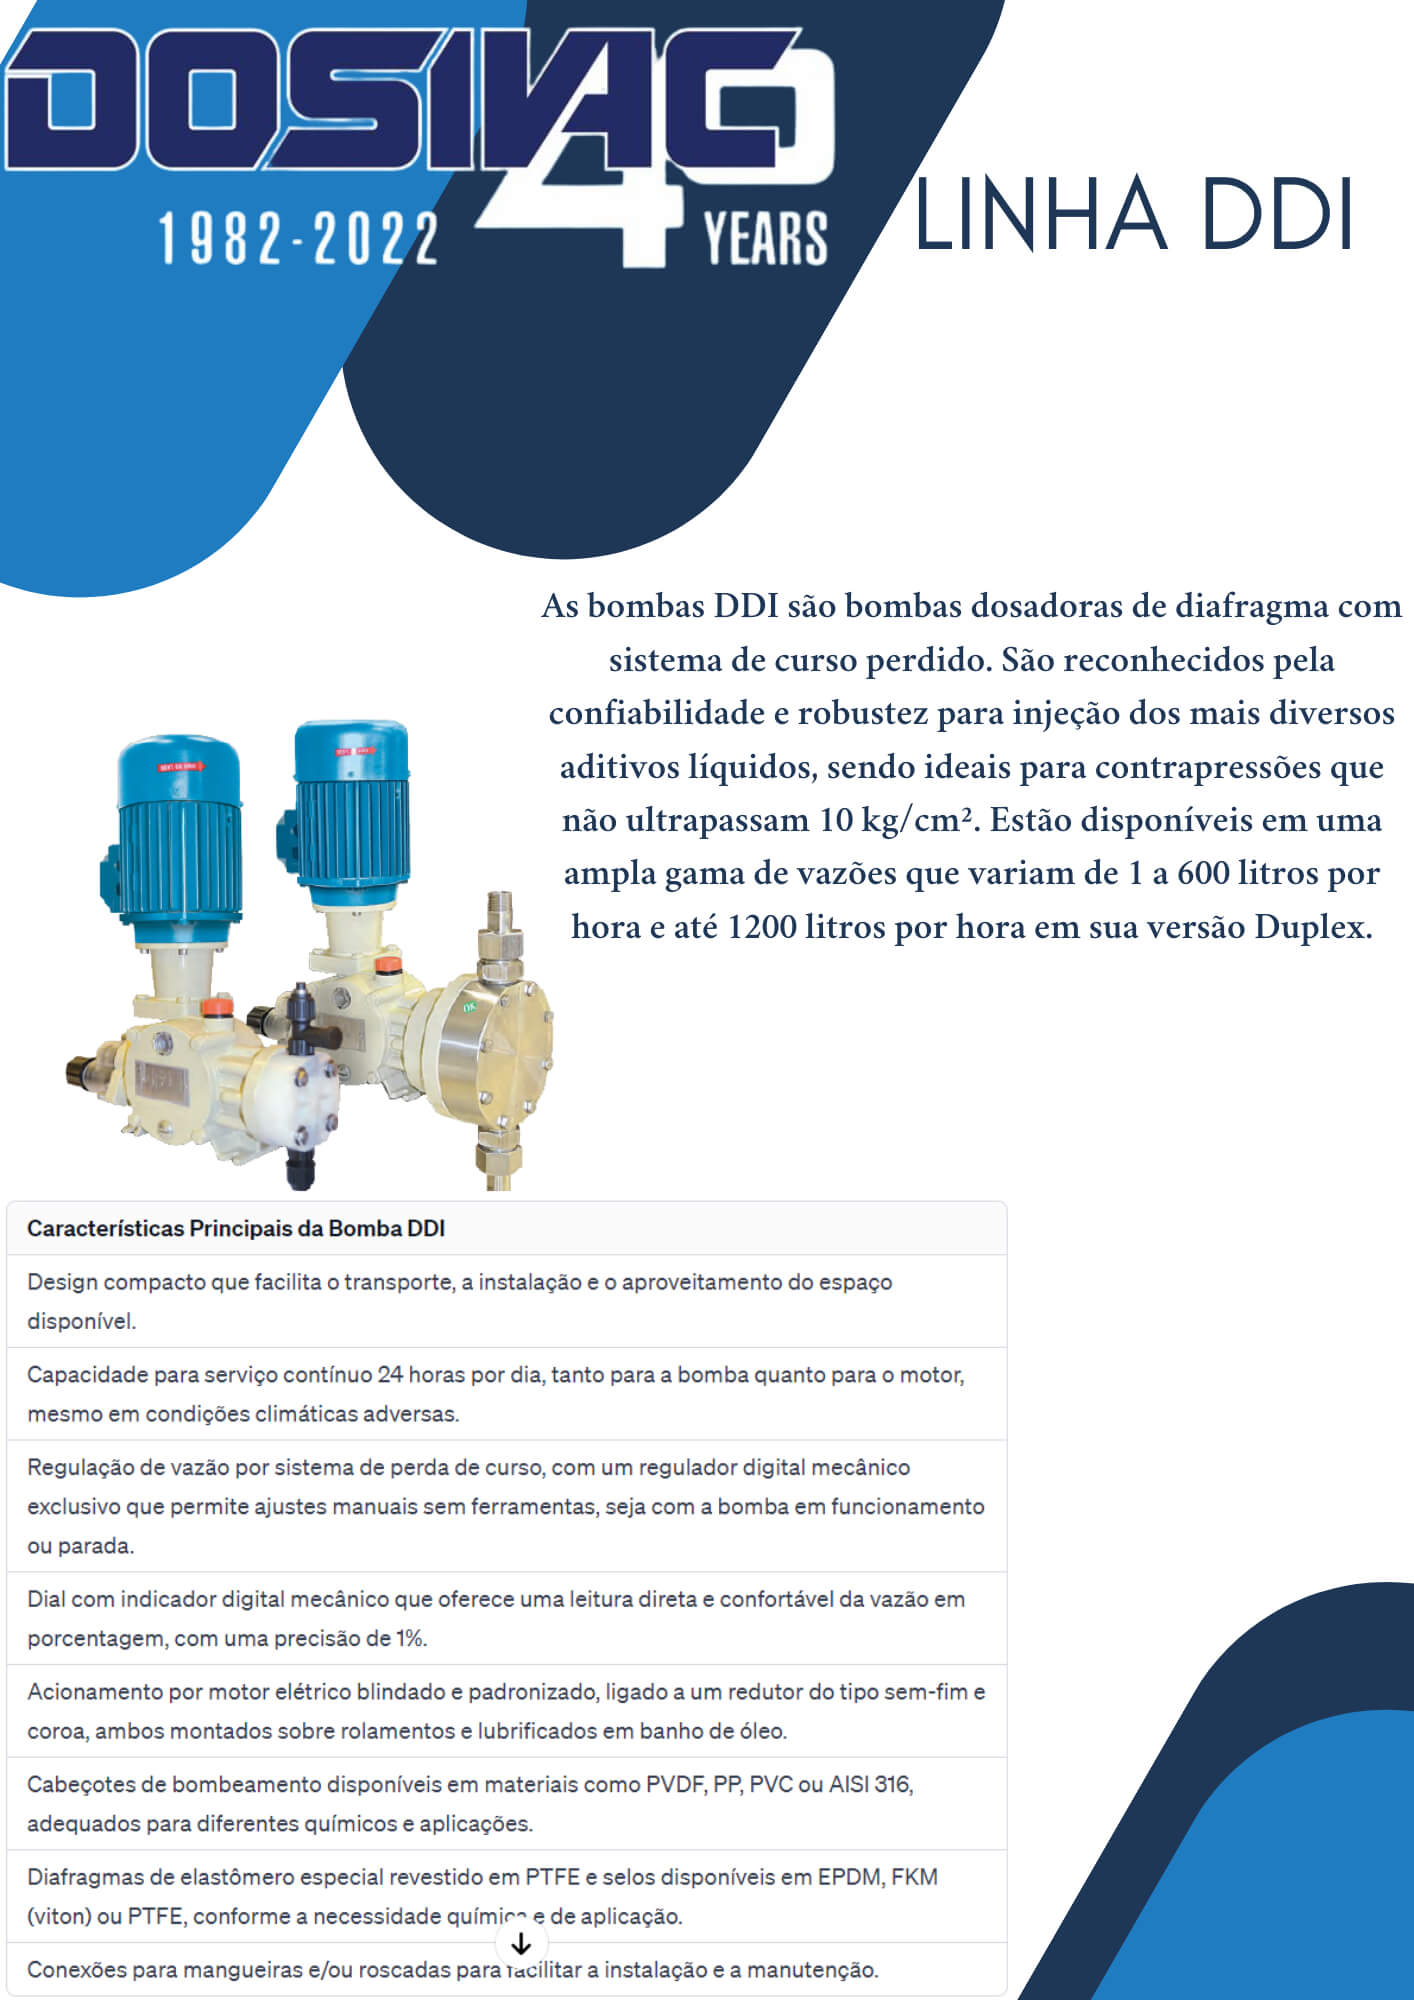 DOSIVAC
40
1982-2022
YEARS
LINHA DDI
As bombas DDI são bombas dosadoras de diafragma com
sistema de curso perdido. São reconhecidos pela
confiabilidade e robustez para injeção dos mais diversos
aditivos líquidos, sendo ideais para contrapressões que
não ultrapassam 10 kg/cm². Estão disponíveis em uma
ampla gama de vazões que variam de 1 a 600 litros por
hora e até 1200 litros por hora em sua versão Duplex.
OK
Características Principais da Bomba DDI
Design compacto que facilita o transporte, a instalação e o aproveitamento do espaço
disponível.
Capacidade para serviço contínuo 24 horas por dia, tanto para a bomba quanto para o motor,
mesmo em condições climáticas adversas.
Regulação de vazão por sistema de perda de curso, com um regulador digital mecânico
exclusivo que permite ajustes manuais sem ferramentas, seja com a bomba em funcionamento
ou parada.
Dial com indicador digital mecânico que oferece uma leitura direta e confortável da vazão em
porcentagem, com uma precisão de 1%.
Acionamento por motor elétrico blindado e padronizado, ligado a um redutor do tipo sem-fim e
coroa, ambos montados sobre rolamentos e lubrificados em banho de óleo.
Cabeçotes de bombeamento disponíveis em materiais como PVDF, PP, PVC ou AISI 316,
adequados para diferentes químicos e aplicações.
Diafragmas de elastômero especial revestido em PTFE e selos disponíveis em EPDM, FKM
(viton) ou PTFE, conforme a necessidade química e de aplicação.
Conexões para mangueiras e/ou roscadas para facilitar a instalação e a manutenção.